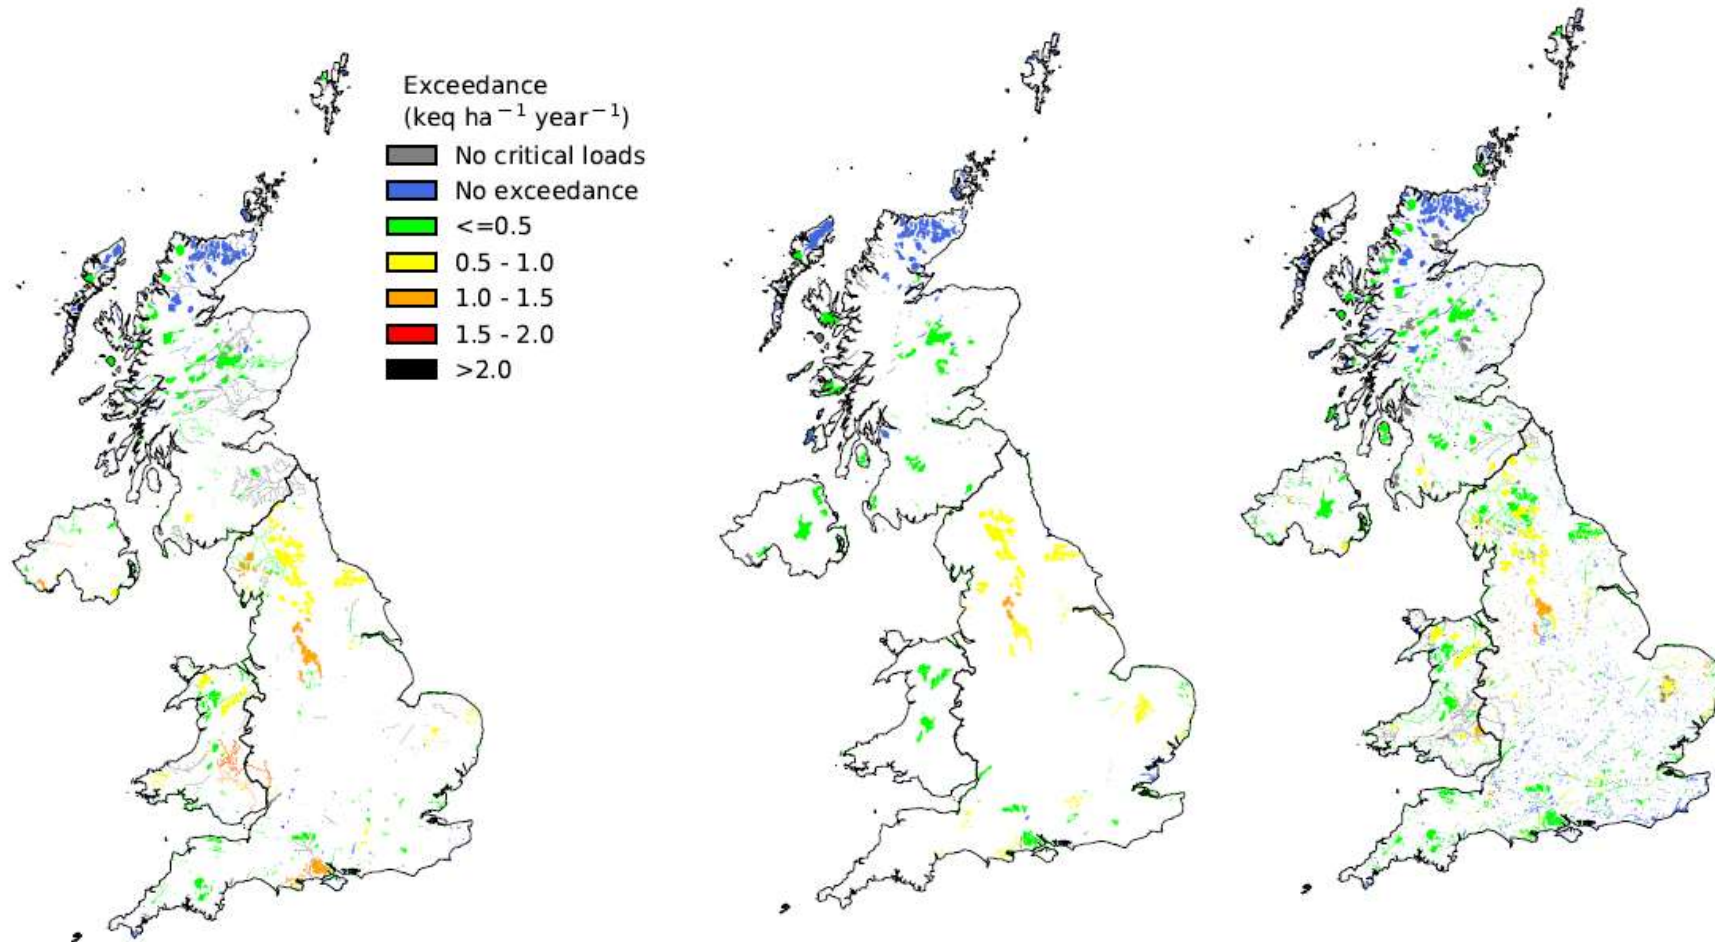 Exceedance
(keq ha⁻¹ year⁻¹)
No critical loads
No exceedance
<=0.5
0.5 - 1.0
1.0 - 1.5
1.5 - 2.0
>2.0